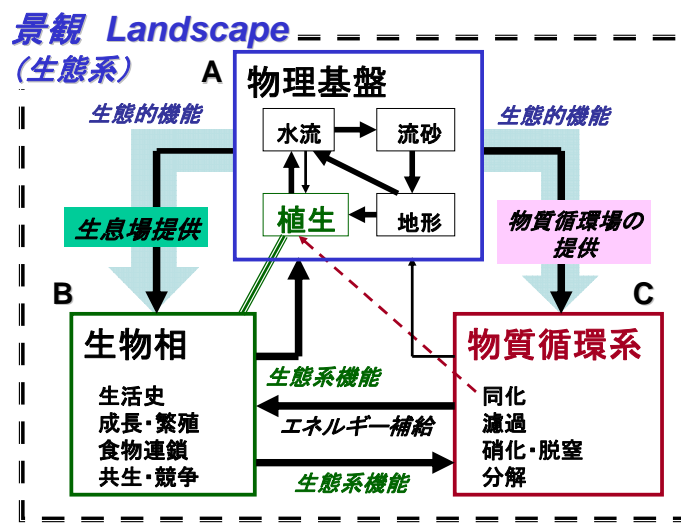 景観 Landscape
（生態系）
A
物理基盤
水流
流砂
植生
地形
生態的機能
生態的機能
生息場提供
物質循環場の
提供
B
生物相
生活史
成長・繁殖
食物連鎖
共生・競争
C
物質循環系
同化
濾過
硝化・脱窒
分解
生態系機能
エネルギー補給
生態系機能